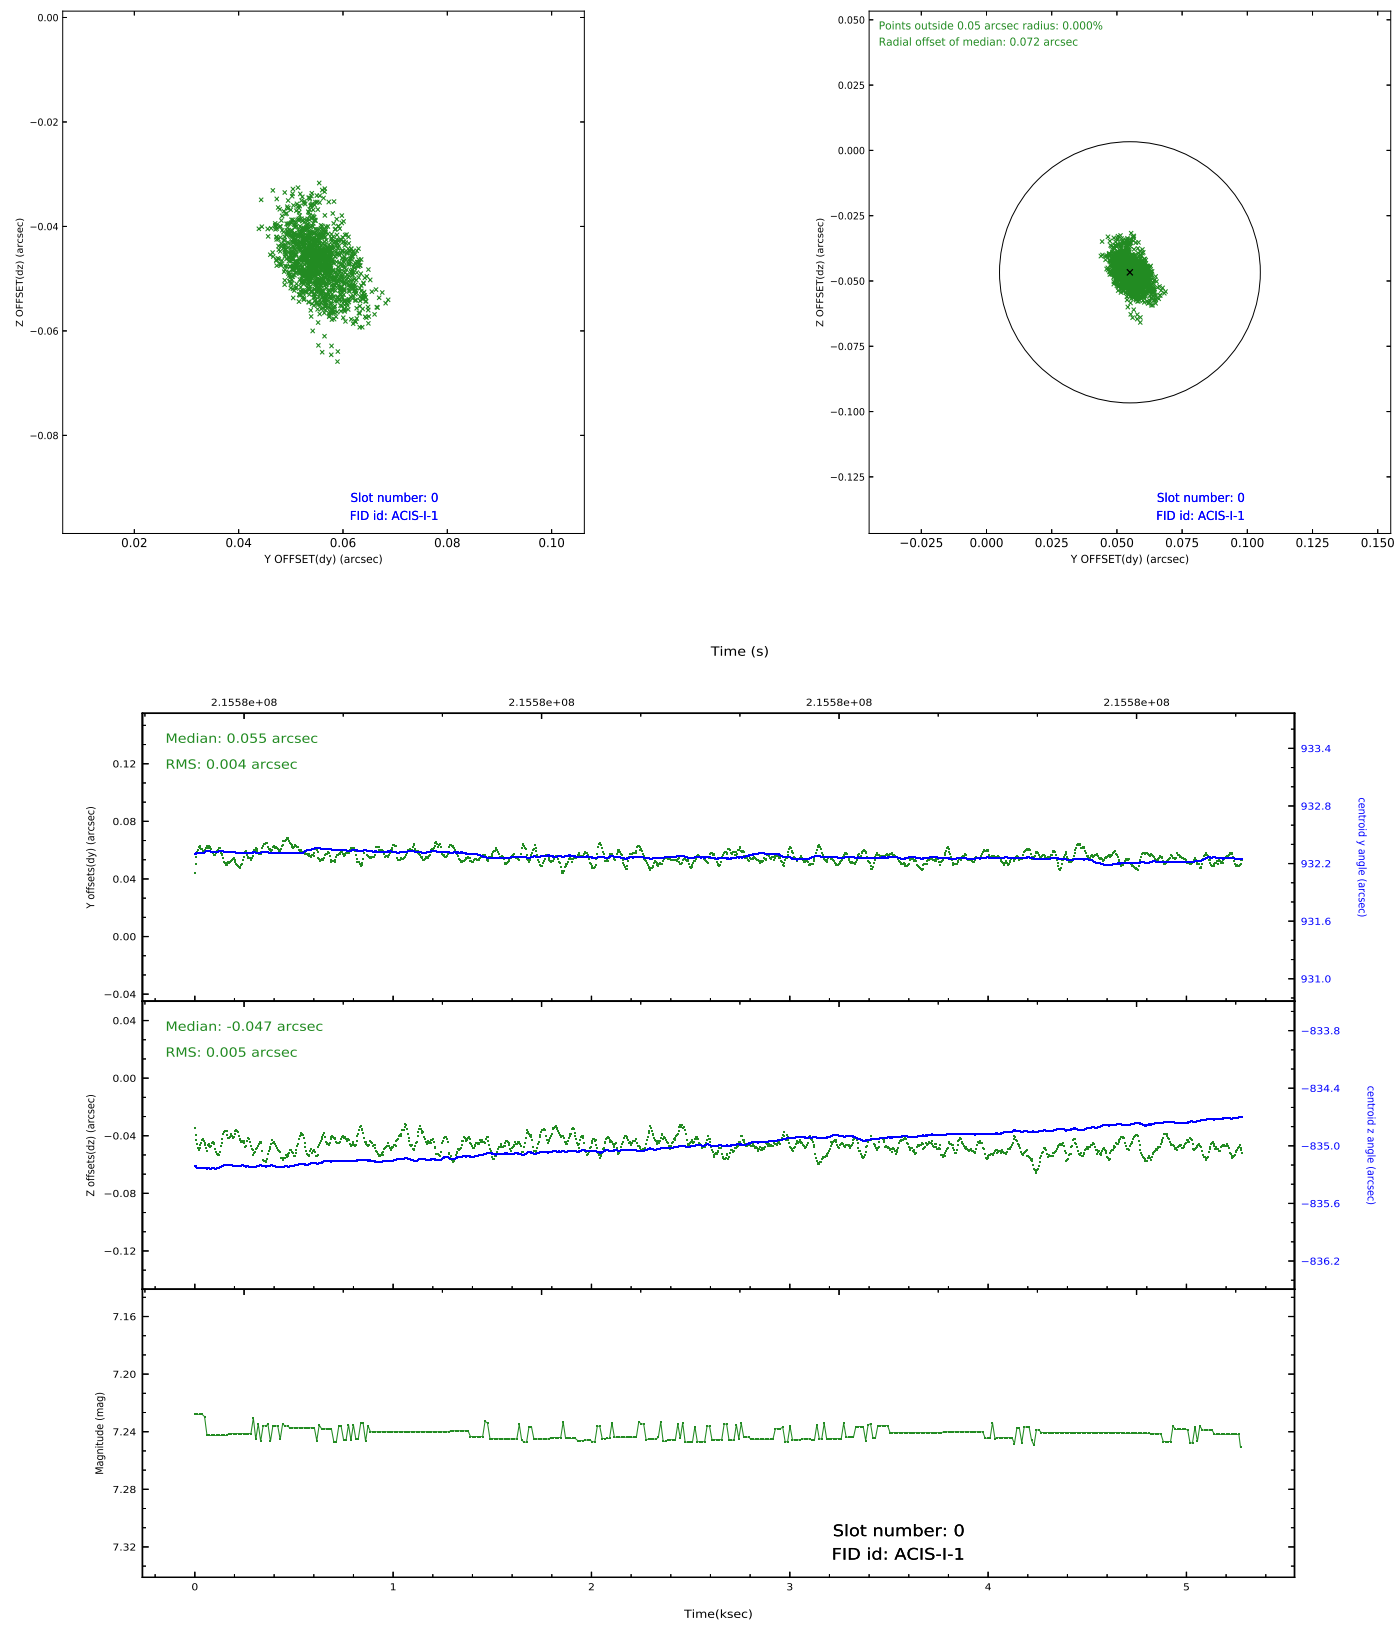 0.00
−0.02
−0.04
−0.06
−0.08
Z OFFSET(dz) (arcsec)
Slot number: 0
FID id: ACIS-I-1
0.02 0.04 0.06 0.08 0.10
Y OFFSET(dy) (arcsec)
Points outside 0.05 arcsec radius: 0.000%
Radial offset of median: 0.072 arcsec
0.050
0.025
0.000
−0.025
−0.050
−0.075
−0.100
−0.125
Z OFFSET(dz) (arcsec)
Slot number: 0
FID id: ACIS-I-1
−0.025 0.000 0.025 0.050 0.075 0.100 0.125 0.150
Y OFFSET(dy) (arcsec)
Time (s)
2.1558e+08 2.1558e+08 2.1558e+08 2.1558e+08
Median: 0.055 arcsec
RMS: 0.004 arcsec
0.12
0.08
0.04
0.00
−0.04
Y offsets(dy) (arcsec)
933.4
932.8
932.2
931.6
931.0
centroid y angle (arcsec)
Median: -0.047 arcsec
RMS: 0.005 arcsec
0.04
0.00
−0.04
−0.08
−0.12
Z offsets(dz) (arcsec)
−833.8
−834.4
−835.0
−835.6
−836.2
centroid z angle (arcsec)
7.16
7.20
7.24
7.28
7.32
Magnitude (mag)
Slot number: 0
FID id: ACIS-I-1
0 1 2 3 4 5
Time(ksec)